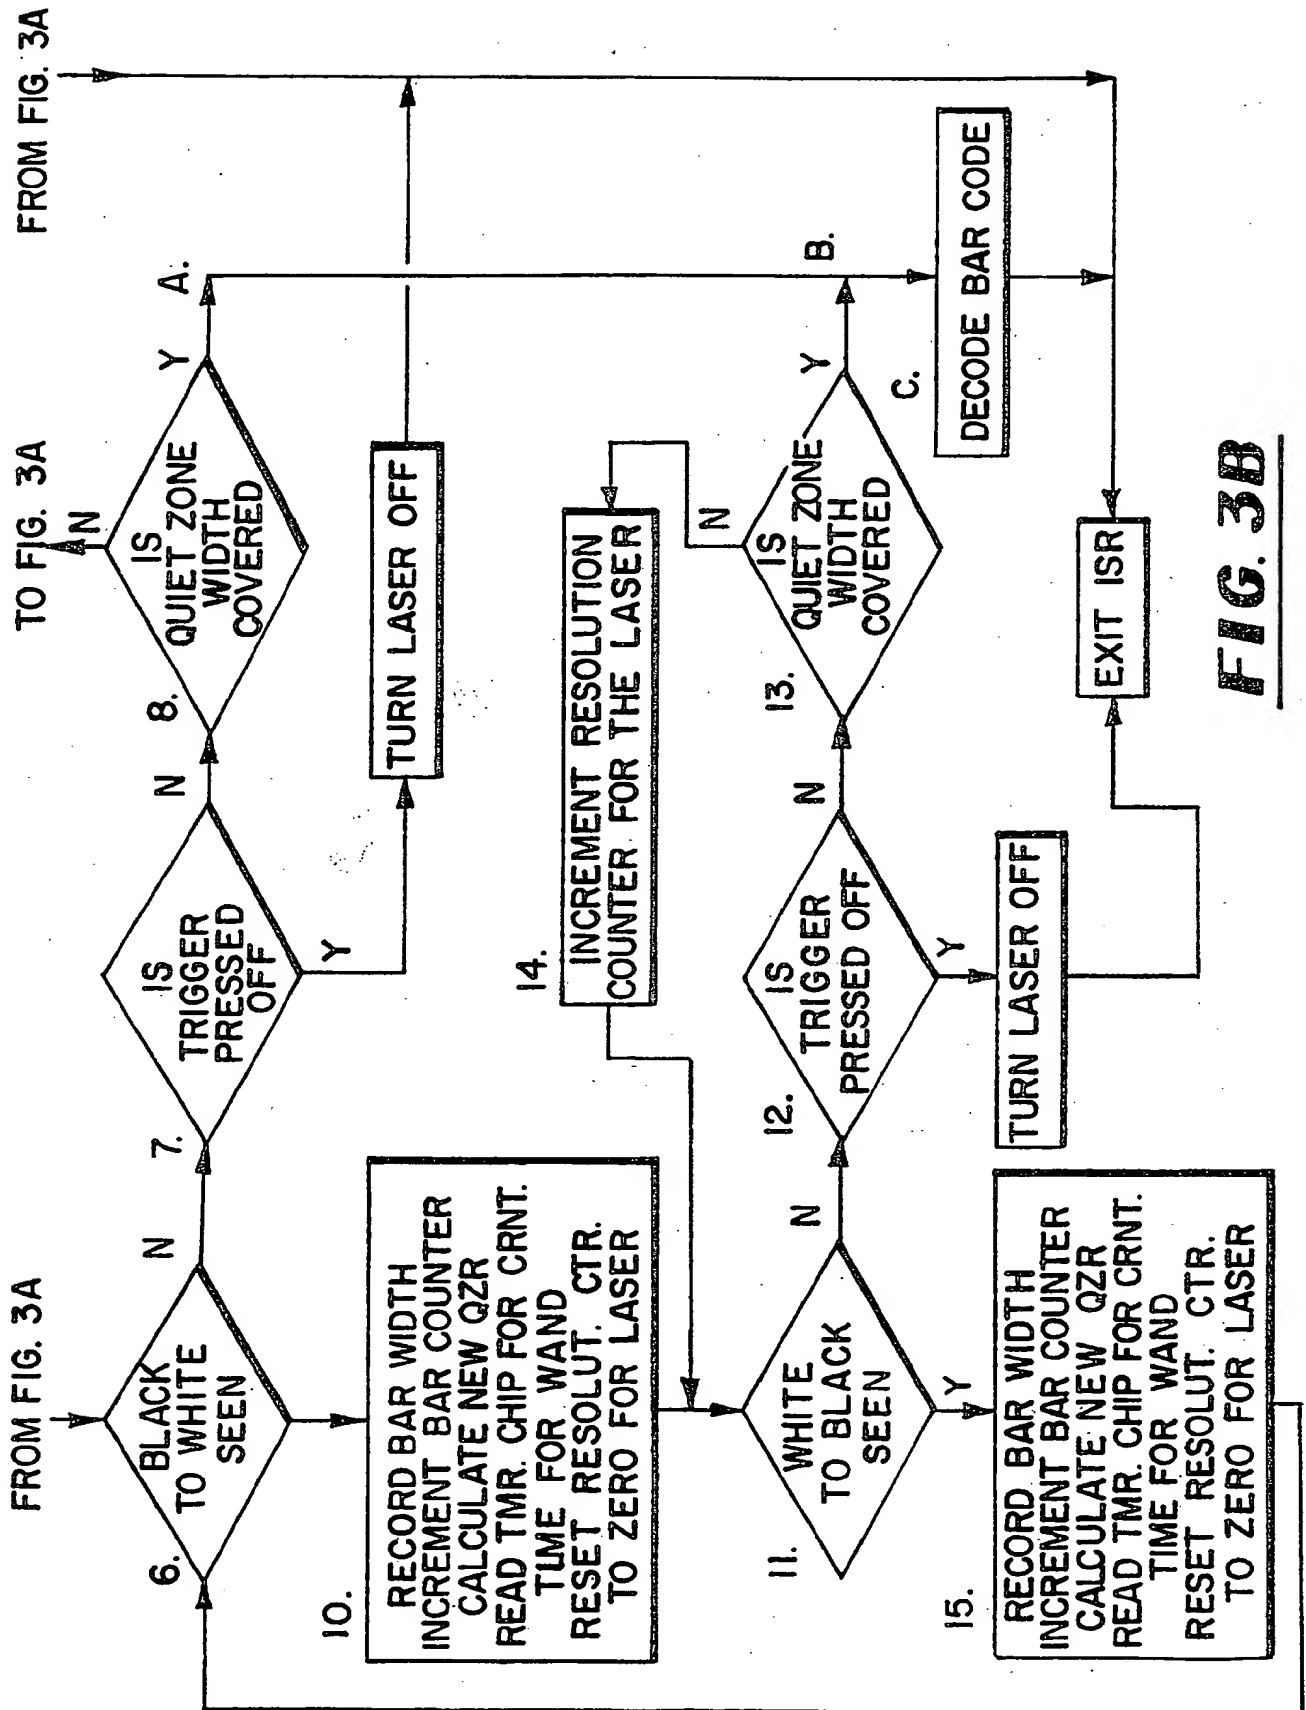 FROM FIG. 3A
TO FIG. 3A
FROM FIG. 3A
6.
BLACK
TO WHITE
SEEN
N
7.
IS
TRIGGER
PRESSED
OFF
N
Y
8.
IS
QUIET ZONE
WIDTH
COVERED
N
Y
A.
TURN LASER OFF
10.
RECORD BAR WIDTH
INCREMENT BAR COUNTER
CALCULATE NEW QZR
READ TMR. CHIP FOR CRNT.
TIME FOR WAND
RESET RESOLUT. CTR.
TO ZERO FOR LASER
14.
INCREMENT RESOLUTION
COUNTER FOR THE LASER
11.
WHITE
TO BLACK
SEEN
N
Y
12.
IS
TRIGGER
PRESSED OFF
N
Y
13.
IS
QUIET ZONE
WIDTH
COVERED
N
Y
B.
C.
DECODE BAR CODE
15.
RECORD BAR WIDTH
INCREMENT BAR COUNTER
CALCULATE NEW QZR
READ TMR. CHIP FOR CRNT.
TIME FOR WAND
RESET RESOLUT. CTR.
TO ZERO FOR LASER
TURN LASER OFF
EXIT ISR
FIG. 3B